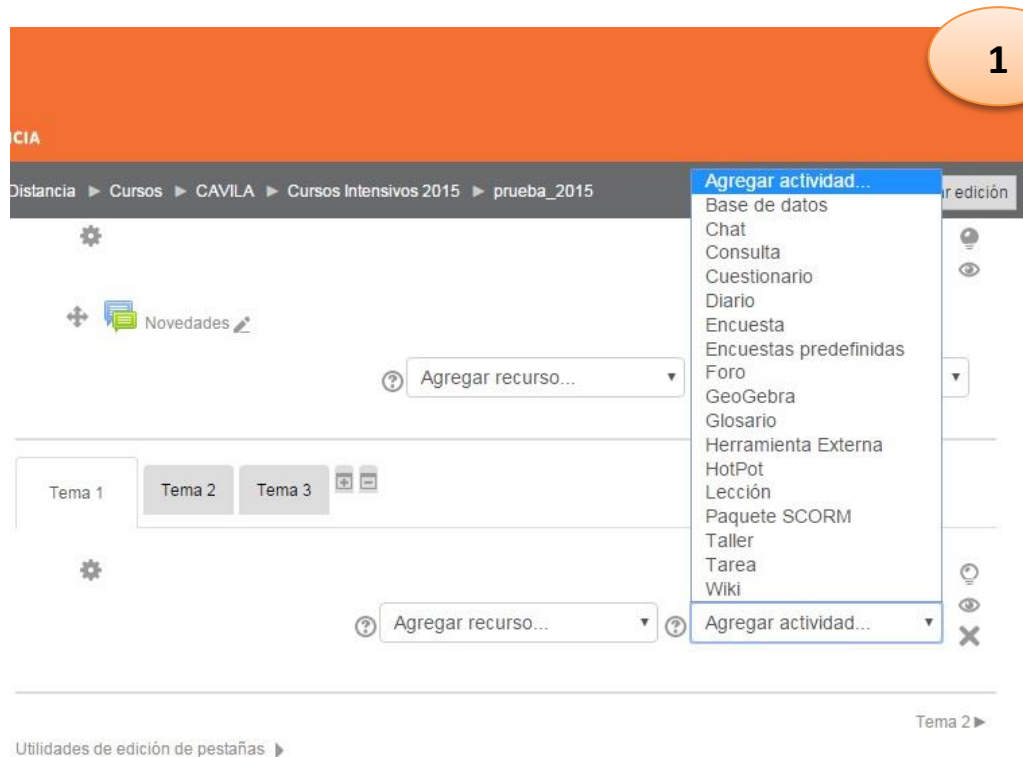 1
CIA
Distancia ▶ Cursos ▶ CAVILA ▶ Cursos Intensivos 2015 ▶ prueba_2015
edición
Agregar actividad...
Base de datos
Chat
Consulta
Cuestionario
Diario
Encuesta
Encuestas predefinidas
Foro
GeoGebra
Glosario
Herramienta Externa
HotPot
Lección
Paquete SCORM
Taller
Tarea
Wiki
Novedades
Agregar recurso...
Tema 1 Tema 2 Tema 3
Agregar recurso... Agregar actividad...
Tema 2 ▶
Utilidades de edición de pestañas ▶